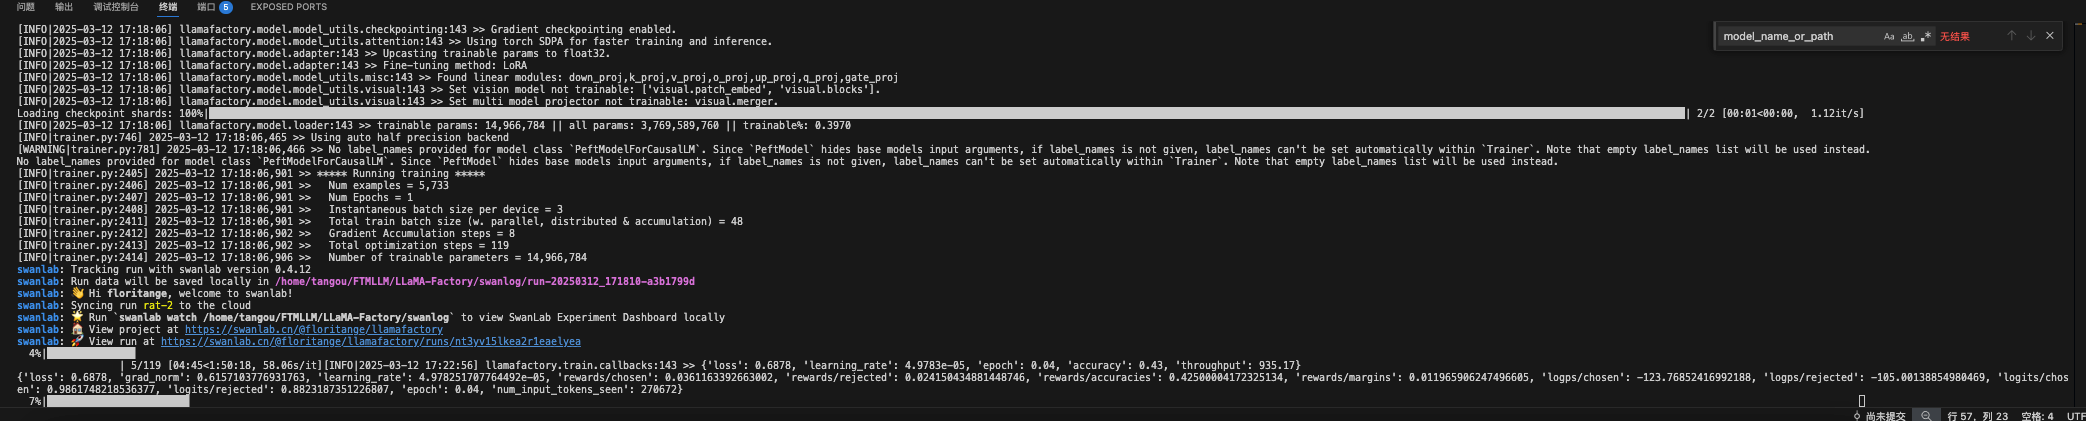 问题 输出 调试控制台 终端 端口 5 EXPOSED PORTS
model_name_or_path Aa ab .* 无结果
[INFO|2025-03-12 17:18:06] llamafactory.model.model_utils.checkpointing:143 >> Gradient checkpointing enabled.
[INFO|2025-03-12 17:18:06] llamafactory.model.model_utils.attention:143 >> Using torch SDPA for faster training and inference.
[INFO|2025-03-12 17:18:06] llamafactory.model.adapter:143 >> Upcasting trainable params to float32.
[INFO|2025-03-12 17:18:06] llamafactory.model.adapter:143 >> Fine-tuning method: LoRA
[INFO|2025-03-12 17:18:06] llamafactory.model.model_utils.misc:143 >> Found linear modules: down_proj,k_proj,v_proj,o_proj,up_proj,q_proj,gate_proj
[INFO|2025-03-12 17:18:06] llamafactory.model.model_utils.visual:143 >> Set vision model not trainable: ['visual.patch_embed', 'visual.blocks'].
[INFO|2025-03-12 17:18:06] llamafactory.model.model_utils.visual:143 >> Set multi model projector not trainable: visual.merger.
Loading checkpoint shards: 100%| | 2/2 [00:01<00:00, 1.12it/s]
[INFO|2025-03-12 17:18:06] llamafactory.model.loader:143 >> trainable params: 14,966,784 || all params: 3,769,589,760 || trainable%: 0.3970
[INFO|trainer.py:746] 2025-03-12 17:18:06,465 >> Using auto half precision backend
[WARNING|trainer.py:781] 2025-03-12 17:18:06,466 >> No label_names provided for model class `PeftModelForCausalLM`. Since `PeftModel` hides base models input arguments, if label_names is not given, label_names can't be set automatically within `Trainer`. Note that empty label_names list will be used instead.
No label_names provided for model class `PeftModelForCausalLM`. Since `PeftModel` hides base models input arguments, if label_names is not given, label_names can't be set automatically within `Trainer`. Note that empty label_names list will be used instead.
[INFO|trainer.py:2405] 2025-03-12 17:18:06,901 >> ***** Running training *****
[INFO|trainer.py:2406] 2025-03-12 17:18:06,901 >> Num examples = 5,733
[INFO|trainer.py:2407] 2025-03-12 17:18:06,901 >> Num Epochs = 1
[INFO|trainer.py:2408] 2025-03-12 17:18:06,901 >> Instantaneous batch size per device = 3
[INFO|trainer.py:2411] 2025-03-12 17:18:06,901 >> Total train batch size (w. parallel, distributed & accumulation) = 48
[INFO|trainer.py:2412] 2025-03-12 17:18:06,902 >> Gradient Accumulation steps = 8
[INFO|trainer.py:2413] 2025-03-12 17:18:06,902 >> Total optimization steps = 119
[INFO|trainer.py:2414] 2025-03-12 17:18:06,906 >> Number of trainable parameters = 14,966,784
swanlab: Tracking run with swanlab version 0.4.12
swanlab: Run data will be saved locally in /home/tangou/FTMLLM/LLaMA-Factory/swanlog/run-20250312_171810-a3b1799d
swanlab: 👋 Hi floritange, welcome to swanlab!
swanlab: Syncing run rat-2 to the cloud
swanlab: 🌟 Run `swanlab watch /home/tangou/FTMLLM/LLaMA-Factory/swanlog` to view SwanLab Experiment Dashboard locally
swanlab: 🏠 View project at https://swanlab.cn/@floritange/llamafactory
swanlab: 🚀 View run at https://swanlab.cn/@floritange/llamafactory/runs/nt3yv15lkea2r1eaelyea
4%|
| 5/119 [04:45<1:50:18, 58.06s/it][INFO|2025-03-12 17:22:56] llamafactory.train.callbacks:143 >> {'loss': 0.6878, 'learning_rate': 4.9783e-05, 'epoch': 0.04, 'accuracy': 0.43, 'throughput': 935.17}
{'loss': 0.6878, 'grad_norm': 0.6157103776931763, 'learning_rate': 4.978251707764492e-05, 'rewards/chosen': 0.0361163392663002, 'rewards/rejected': 0.024150434881448746, 'rewards/accuracies': 0.42500004172325134, 'rewards/margins': 0.011965906247496605, 'logps/chosen': -123.76852416992188, 'logps/rejected': -105.00138854980469, 'logits/chos
en': 0.9861748218536377, 'logits/rejected': 0.8823187351226807, 'epoch': 0.04, 'num_input_tokens_seen': 270672}
7%|
尚未提交 行 57，列 23 空格: 4 UTF